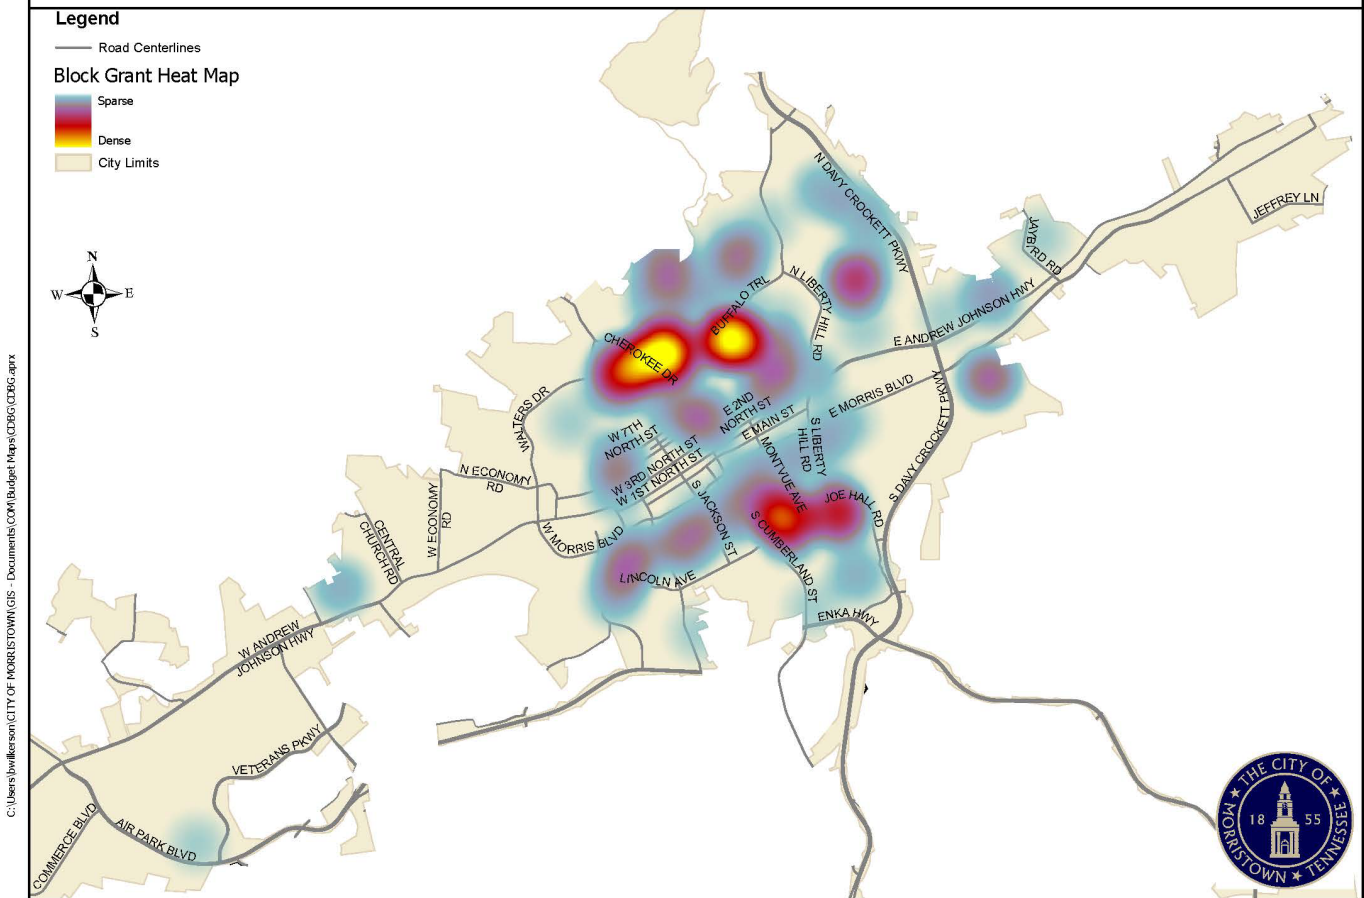 Legend
Road Centerlines
Block Grant Heat Map
Sparse
Dense
City Limits
N
W E
S
C:\Users\bwilkerson\CITY OF MORRISTOWN\GIS - Documents\COM\Budget Maps\CDBG\CDBG.aprx
N DAVY CROCKETT PKWY
JEFFREY LN
JAYBIRD RD
N LIBERTY HILL RD
BUFFALO TRL
E ANDREW JOHNSON HWY
CHEROKEE DR
E MORRIS BLVD
WALTERS DR
E 2ND
NORTH ST
E MAIN ST
W 7TH
NORTH ST
W 3RD NORTH ST
W 1ST NORTH ST
S LIBERTY
HILL RD
MONTVUE AVE
S DAVY CROCKETT PKWY
N ECONOMY
RD
W ECONOMY
RD
S JACKSON ST
JOE HALL RD
CENTRAL
CHURCH RD
W MORRIS BLVD
S CUMBERLAND ST
LINCOLN AVE
ENKA HWY
W ANDREW
JOHNSON HWY
VETERANS PKWY
AIR PARK BLVD
COMMERCE BLVD
THE CITY OF
18 55
MORRISTOWN ★ TENNESSEE